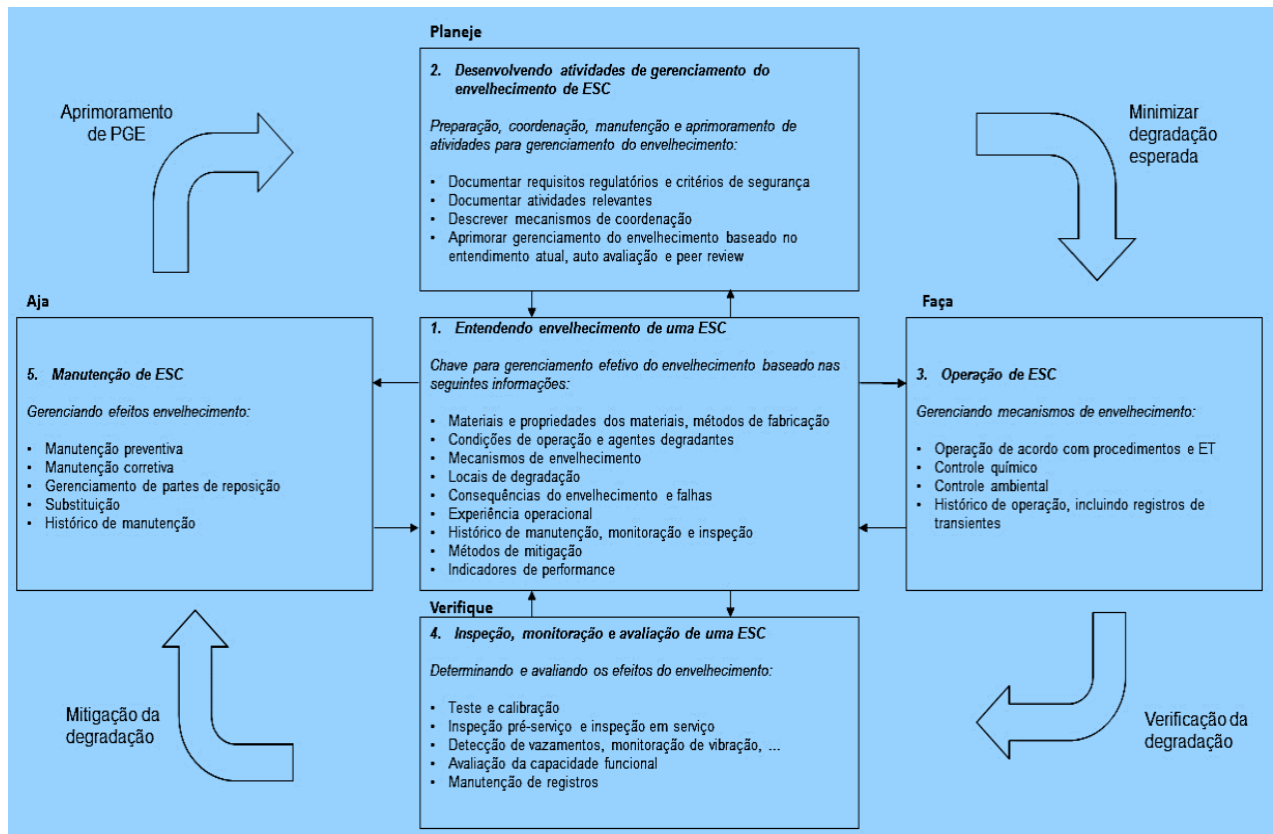 Planeje
2. Desenvolvendo atividades de gerenciamento do
envelhecimento de ESC
Preparação, coordenação, manutenção e aprimoramento de
atividades para gerenciamento do envelhecimento:
• Documentar requisitos regulatórios e critérios de segurança
• Documentar atividades relevantes
• Descrever mecanismos de coordenação
• Aprimorar gerenciamento do envelhecimento baseado no
entendimento atual, auto avaliação e peer review
Aprimoramento
de PGE
Minimizar
degradação
esperada
Aja
5. Manutenção de ESC
Gerenciando efeitos envelhecimento:
• Manutenção preventiva
• Manutenção corretiva
• Gerenciamento de partes de reposição
• Substituição
• Histórico de manutenção
1. Entendendo envelhecimento de uma ESC
Chave para gerenciamento efetivo do envelhecimento baseado nas
seguintes informações:
• Materiais e propriedades dos materiais, métodos de fabricação
• Condições de operação e agentes degradantes
• Mecanismos de envelhecimento
• Locais de degradação
• Consequências do envelhecimento e falhas
• Experiência operacional
• Histórico de manutenção, monitoração e inspeção
• Métodos de mitigação
• Indicadores de performance
Faça
3. Operação de ESC
Gerenciando mecanismos de envelhecimento:
• Operação de acordo com procedimentos e ET
• Controle químico
• Controle ambiental
• Histórico de operação, incluindo registros de
transientes
Verifique
4. Inspeção, monitoração e avaliação de uma ESC
Determinando e avaliando os efeitos do envelhecimento:
• Teste e calibração
• Inspeção pré-serviço e inspeção em serviço
• Detecção de vazamentos, monitoração de vibração, ...
• Avaliação da capacidade funcional
• Manutenção de registros
Mitigação da
degradação
Verificação da
degradação